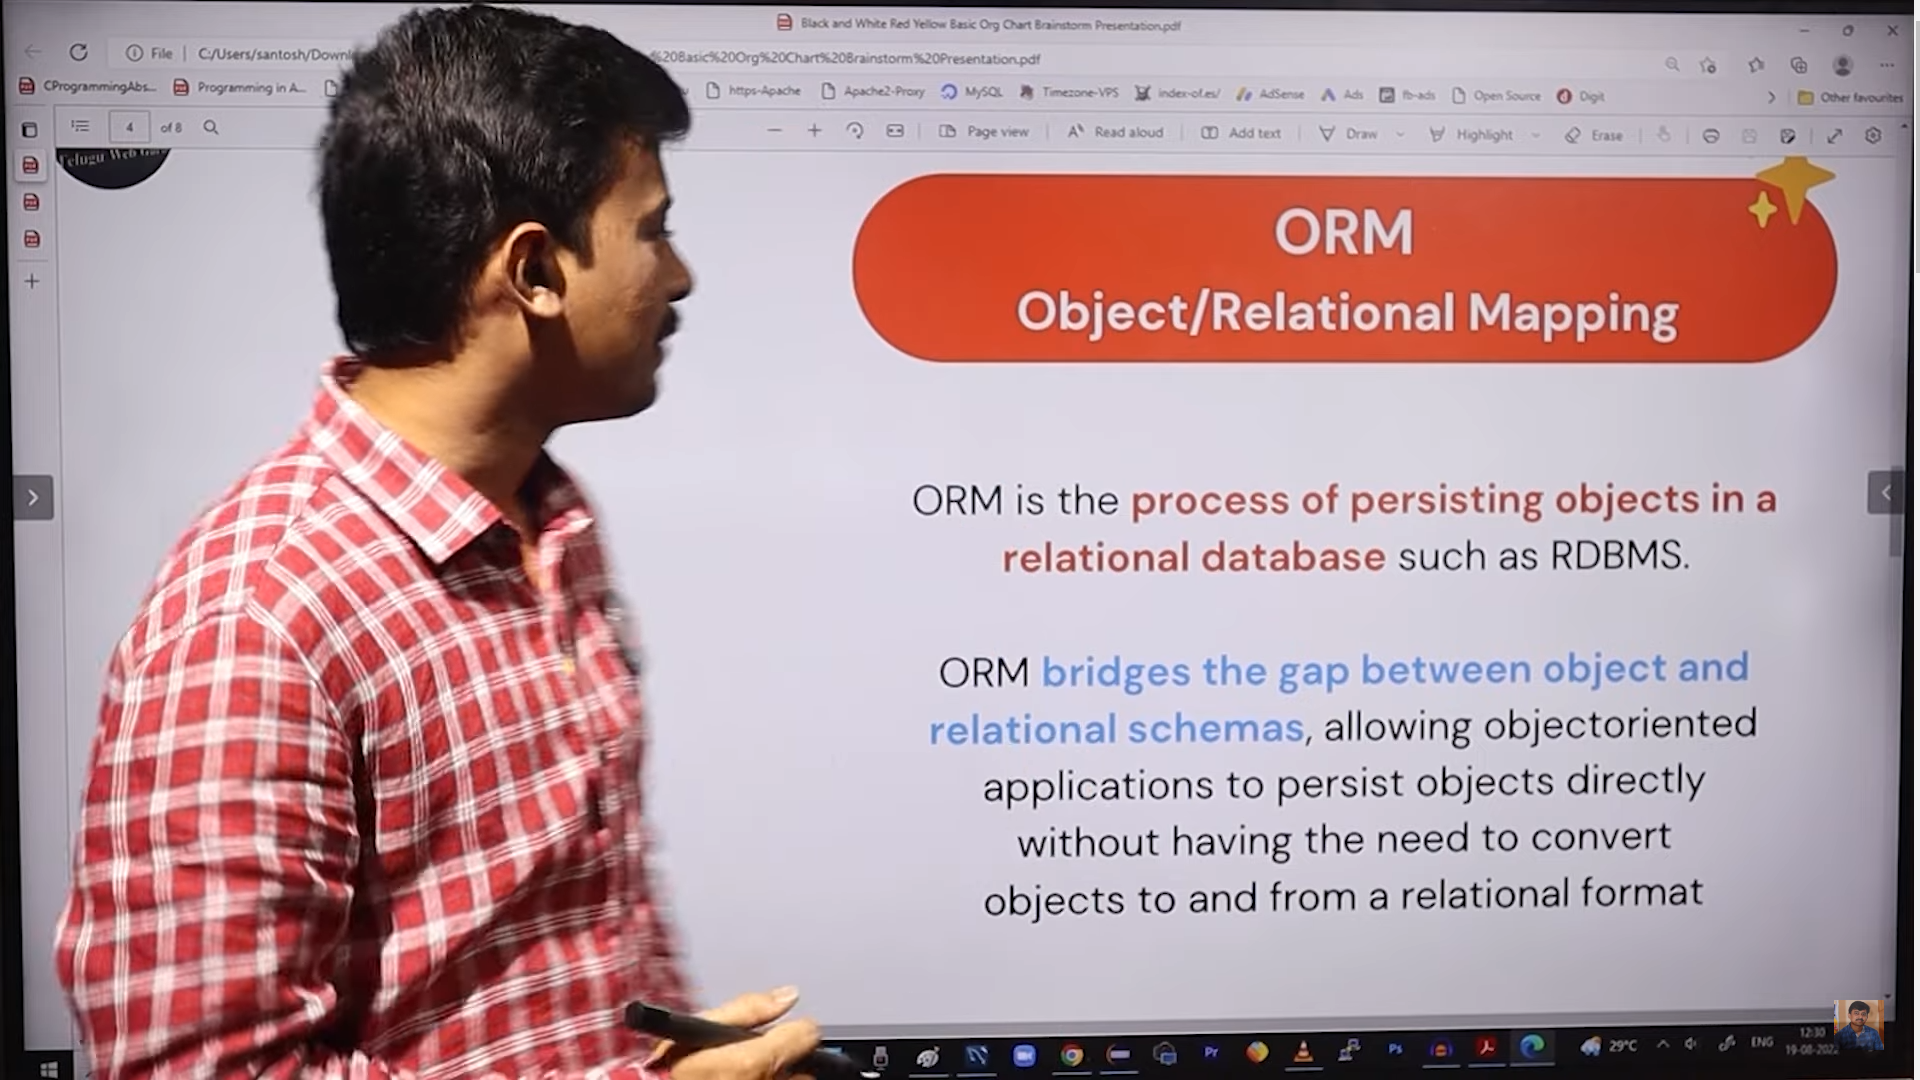 Black and White Red Yellow Basic Org Chart Brainstorm Presentation.pdf
File | C:/Users/santosh/Downl
%20Basic%20Org%20Chart%20Brainstorm%20Presentation.pdf
CProgrammingAbs... Programming in A... https-Apache Apache2-Proxy MySQL Timezone-VPS index-of.es/ AdSense Ads fb-ads Open Source Digit Other favourites
4 of 8 Page view Read aloud Add text Draw Highlight Erase
Telugu Web
ORM
Object/Relational Mapping
ORM is the process of persisting objects in a
relational database such as RDBMS.
ORM bridges the gap between object and
relational schemas, allowing objectoriented
applications to persist objects directly
without having the need to convert
objects to and from a relational format
Pr Ps 29°C ENG 12:30
19-08-2022